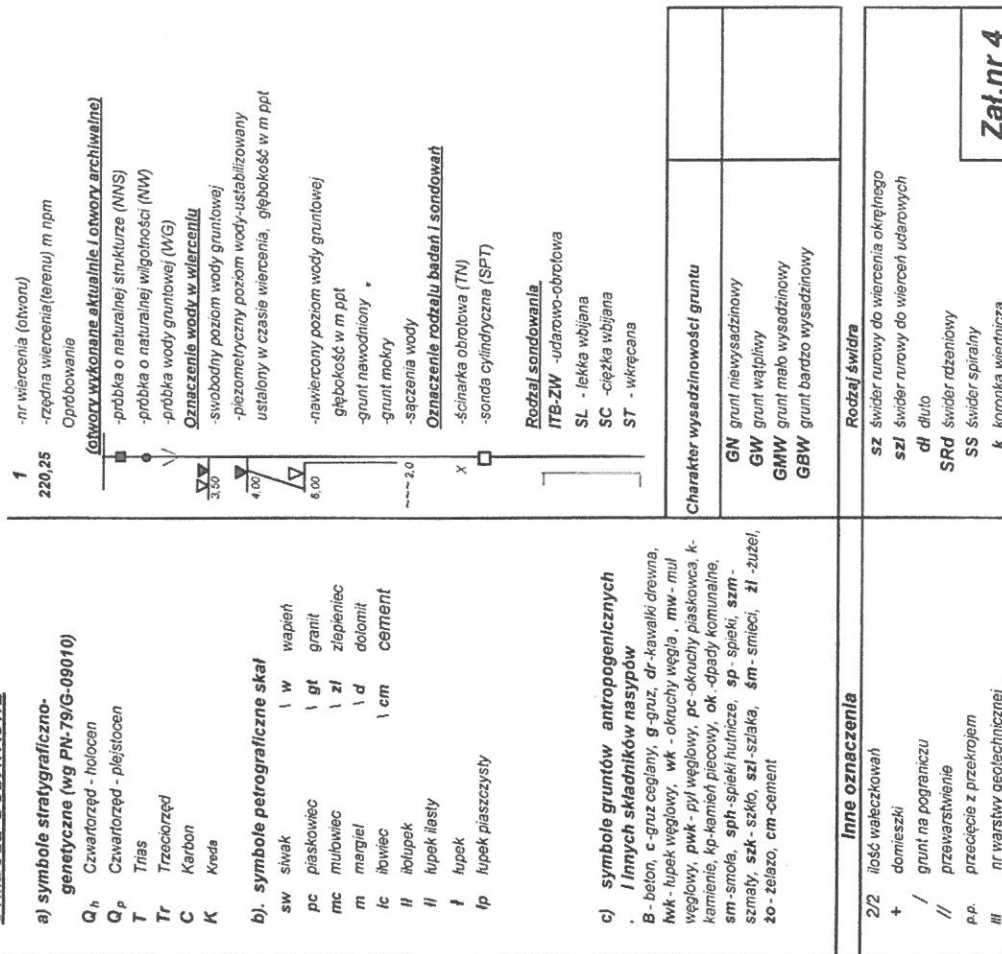 a) symbole stratygraficzno-
genetyczne (wg PN-79/G-09010)
Qh Czwartorzęd - holocen
Qp Czwartorzęd - plejstocen
T Trias
Tr Trzeciorzęd
C Karbon
K Kreda
b). symbole petrograficzne skał
sw siwak \ w wapień
pc piaskowiec \ gt granit
mc mułowiec \ zl zlepieniec
m margiel \ d dolomit
Ic iłowiec \ cm cement
iłołupek
łupek ilasty
ł łupek
łp łupek piaszczysty
c) symbole gruntów antropogenicznych
. i innych składników nasypów
B - beton, c -gruz ceglany, g -gruz, dr -kawałki drewna,
łwk - łupek węglowy, wk - okruchy węgla , mw - muł
węglowy, pwk - pył węglowy, pc -okruchy piaskowca, k-
kamienie, kp-kamień piecowy, ok.-dpady komunalne,
sm -smoła, sph -spieki hutnicze, sp - spieki, szm -
szmaty, szk - szkło, szl -szlaka, śm - smieci, żl -żużel,
żo - żelazo, cm -cement
1 -nr wiercenia (otworu)
220,25 -rzędna wiercenia(terenu) m npm
Opróbowanie
(otwory wykonane aktualnie i otwory archiwalne)
-próbka o naturalnej strukturze (NNS)
-próbka o naturalnej wilgotności (NW)
-próbka wody gruntowej (WG)
Oznaczenie wody w wierceniu
3,50 -swobodny poziom wody gruntowej
4,00 -piezometryczny poziom wody-ustabilizowany
ustalony w czasie wiercenia, głębokość w m ppt
6,00 -nawiercony poziom wody gruntowej
głębokość w m ppt
-grunt nawodniony
-grunt mokry
~~~ 2,0 -sączenia wody
Oznaczenie rodzaju badań i sondowań
X -ścinarka obrotowa (TN)
-sonda cylindryczna (SPT)
Rodzaj sondowania
ITB-ZW -udarowo-obrotowa
SL - lekka wbijana
SC -ciężka wbijana
ST - wkręcana
Charakter wysadzinowości gruntu
GN grunt niewysadzinowy
GW grunt wątpliwy
GMW grunt mało wysadzinowy
GBW grunt bardzo wysadzinowy
Inne oznaczenia
2/2 ilość wałeczkowań
+ domieszki
/ grunt na pograniczu
// przewarstwienie
p.p. przecięcie z przekrojem
III nr warstwy geotechnicznej
Rodzaj świdra
sz świder rurowy do wiercenia okrętnego
szl świder rurowy do wierceń udarowych
dł dłuto
SRd świder rdzeniowy
SS świder spiralny
k koronka wiertnicza
Zał.nr 4